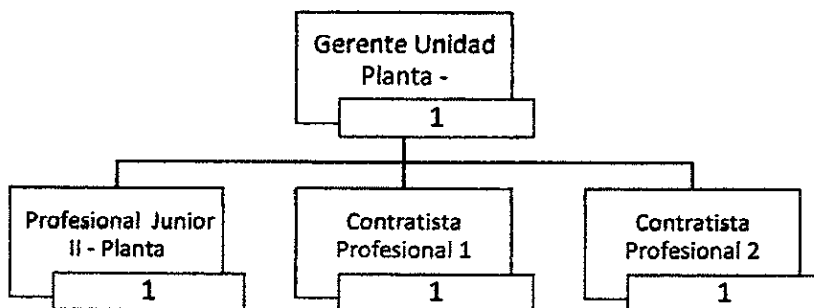 Gerente Unidad
Planta -
1
Profesional Junior
II - Planta
1
Contratista
Profesional 1
1
Contratista
Profesional 2
1